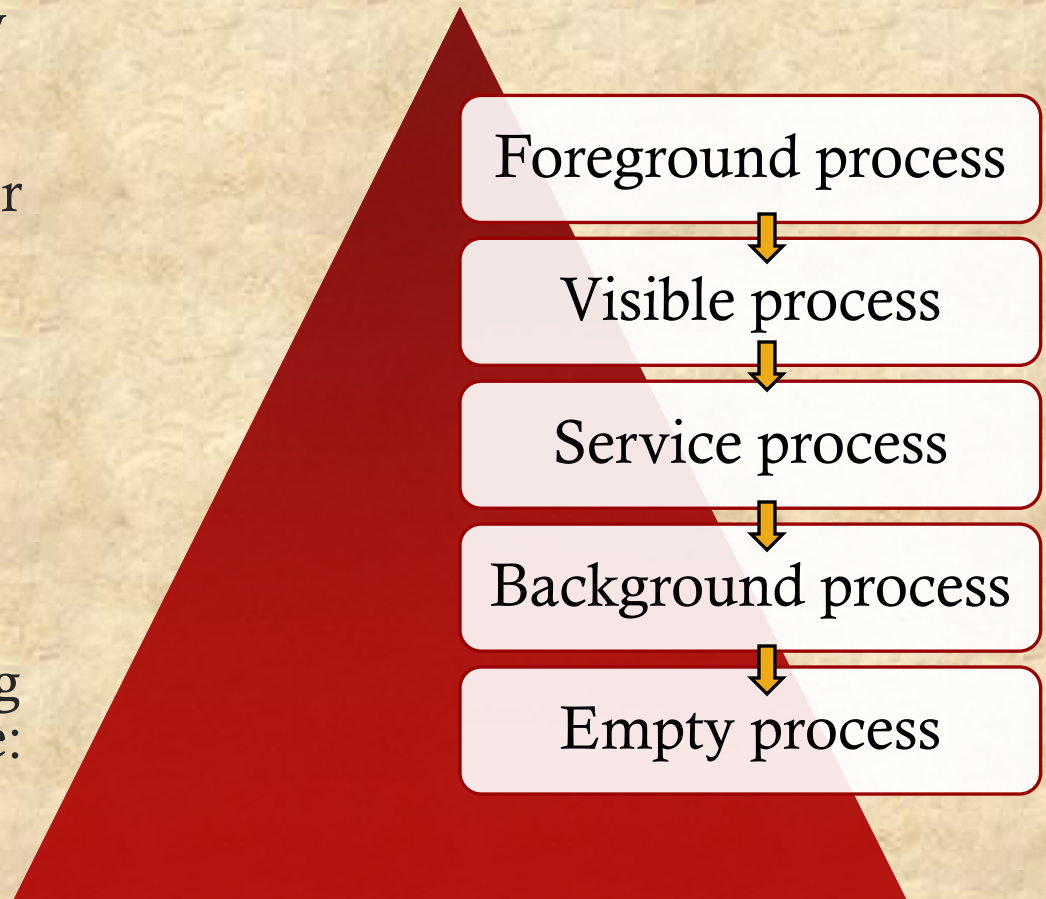 r
g
e:
Foreground process
Visible process
Service process
Background process
Empty process